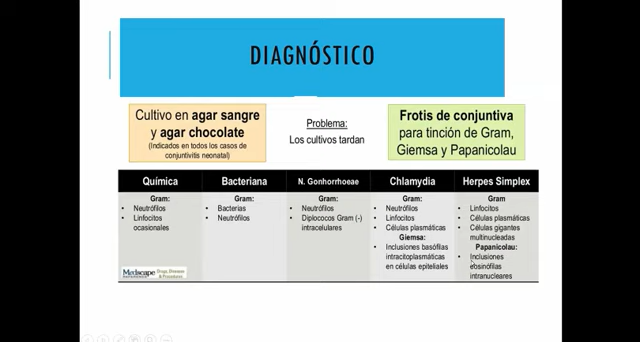 DIAGNÓSTICO
Cultivo en agar sangre
y agar chocolate
(Indicados en todos los casos de
conjuntivitis neonatal)
Problema:
Los cultivos tardan
Frotis de conjuntiva
para tinción de Gram,
Giemsa y Papanicolau
Química
Bacteriana
N. Gonhorrhoeae
Chlamydia
Herpes Simplex
Gram:
• Neutrófilos
• Linfocitos
ocasionales
Gram:
• Bacterias
• Neutrófilos
Gram:
• Neutrófilos
• Diplococos Gram (-)
intracelulares
Gram:
• Neutrófilos
• Linfocitos
• Células plasmáticas
Giemsa:
• Inclusiones basófilas
intracitoplasmáticas
en células epiteliales
Gram
• Linfocitos
• Células plasmáticas
• Células gigantes
multinucleadas
Papanicolau:
• Inclusiones
eosinófilas
intranucleares
Medscape
Drugs, Diseases
& Procedures